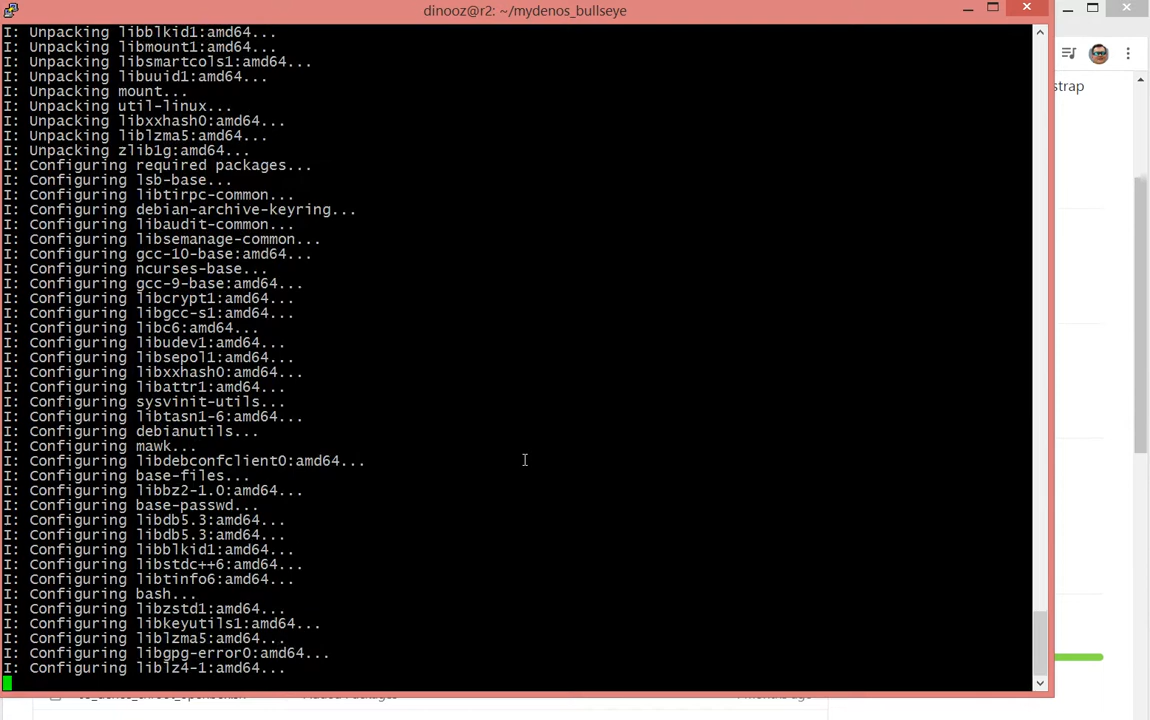 dinooz@r2: ~/mydenos_bullseye
I: Unpacking libblkid1:amd64...
I: Unpacking libmount1:amd64...
I: Unpacking libsmartcols1:amd64...
I: Unpacking libuuid1:amd64...
I: Unpacking mount...
I: Unpacking util-linux...
I: Unpacking libxxhash0:amd64...
I: Unpacking liblzma5:amd64...
I: Unpacking zlib1g:amd64...
I: Configuring required packages...
I: Configuring lsb-base...
I: Configuring libtirpc-common...
I: Configuring debian-archive-keyring...
I: Configuring libaudit-common...
I: Configuring libsemanage-common...
I: Configuring gcc-10-base:amd64...
I: Configuring ncurses-base...
I: Configuring gcc-9-base:amd64...
I: Configuring libcrypt1:amd64...
I: Configuring libgcc-s1:amd64...
I: Configuring libc6:amd64...
I: Configuring libudev1:amd64...
I: Configuring libsepol1:amd64...
I: Configuring libxxhash0:amd64...
I: Configuring libattr1:amd64...
I: Configuring sysvinit-utils...
I: Configuring libtasn1-6:amd64...
I: Configuring debianutils...
I: Configuring mawk...
I: Configuring libdebconfclient0:amd64...
I: Configuring base-files...
I: Configuring libbz2-1.0:amd64...
I: Configuring base-passwd...
I: Configuring libdb5.3:amd64...
I: Configuring libdb5.3:amd64...
I: Configuring libblkid1:amd64...
I: Configuring libstdc++6:amd64...
I: Configuring libtinfo6:amd64...
I: Configuring bash...
I: Configuring libzstd1:amd64...
I: Configuring libkeyutils1:amd64...
I: Configuring liblzma5:amd64...
I: Configuring libgpg-error0:amd64...
I: Configuring liblz4-1:amd64...
strap